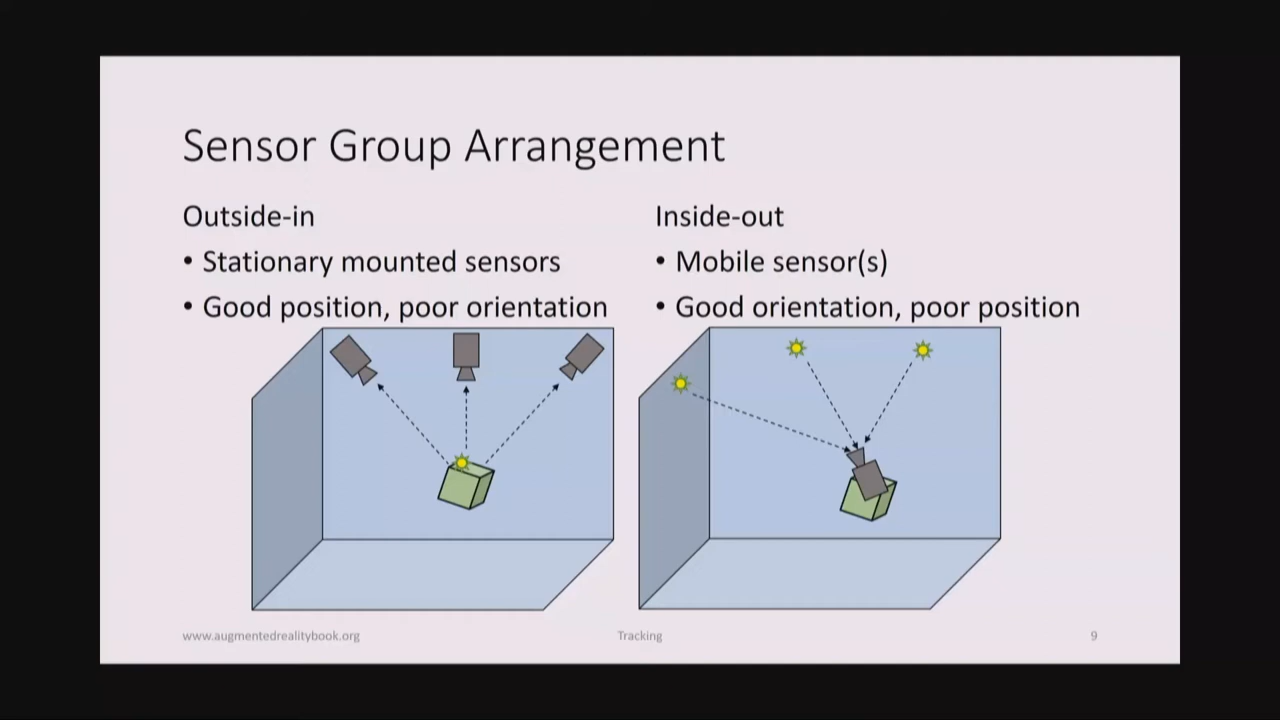 Sensor Group Arrangement
Outside-in
• Stationary mounted sensors
• Good position, poor orientation
Inside-out
• Mobile sensor(s)
• Good orientation, poor position
www.augmentedrealitybook.org
Tracking
9